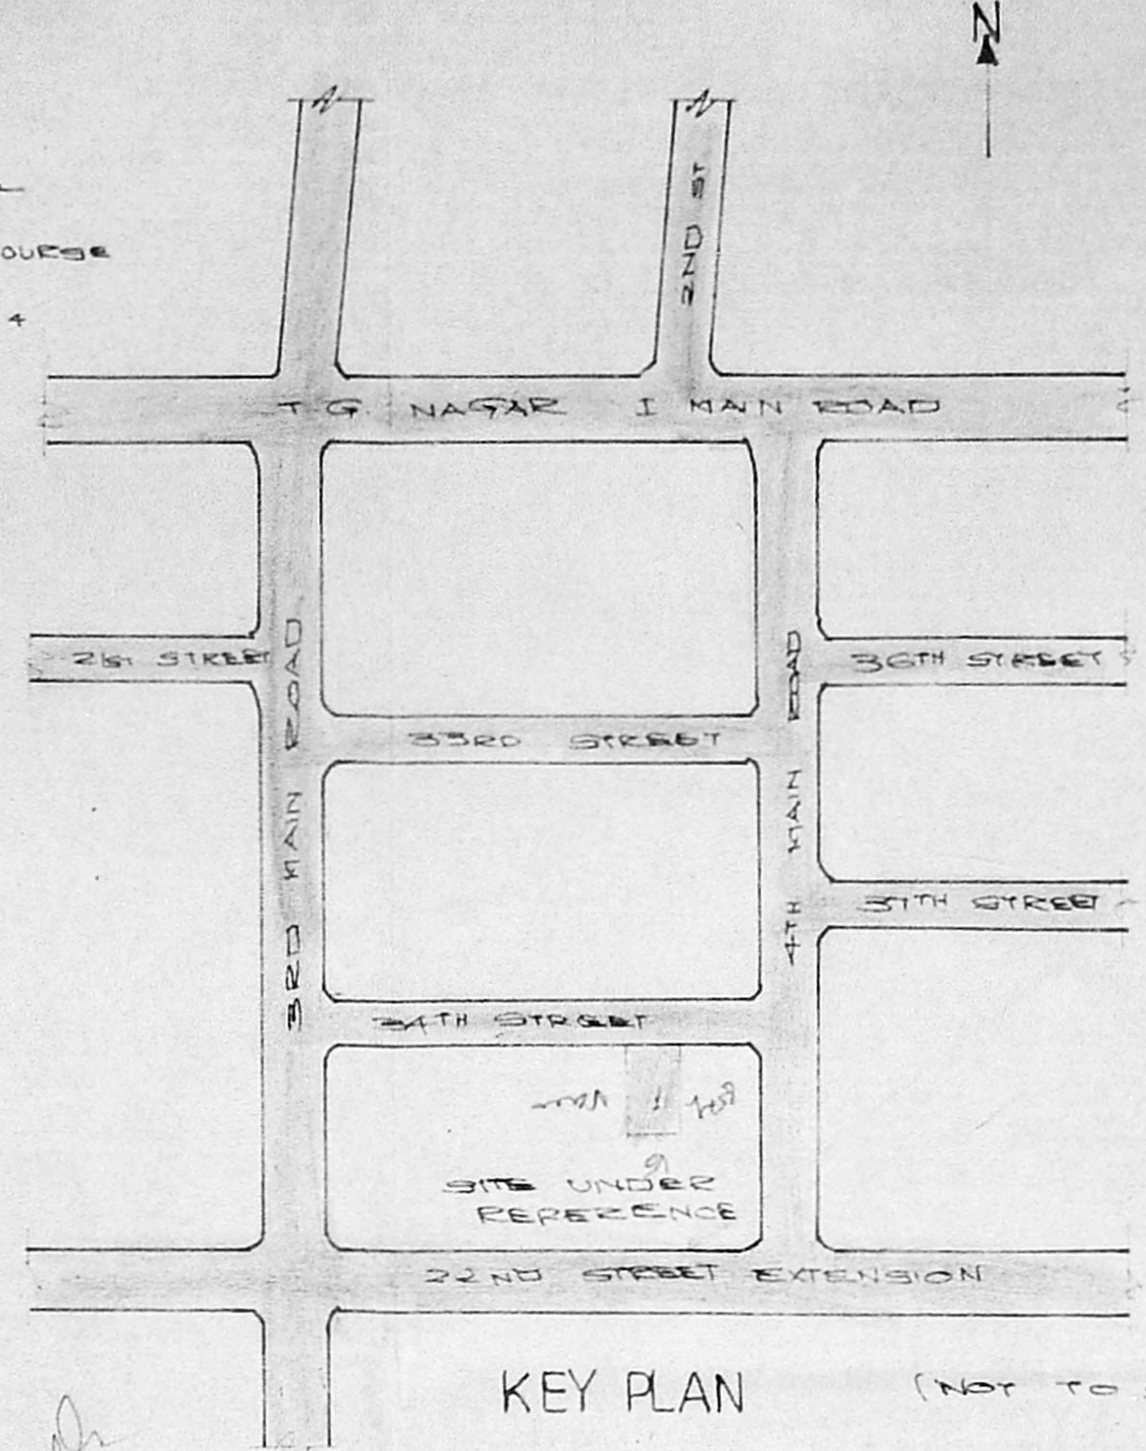 N
OURSE
4
2ND ST
T. G. NAGAR I MAIN ROAD
21ST STREET
3RD MAIN ROAD
4TH MAIN ROAD
36TH STREET
33RD STREET
37TH STREET
34TH STREET
SITE UNDER
REFERENCE
22ND STREET EXTENSION
KEY PLAN
(NOT TO